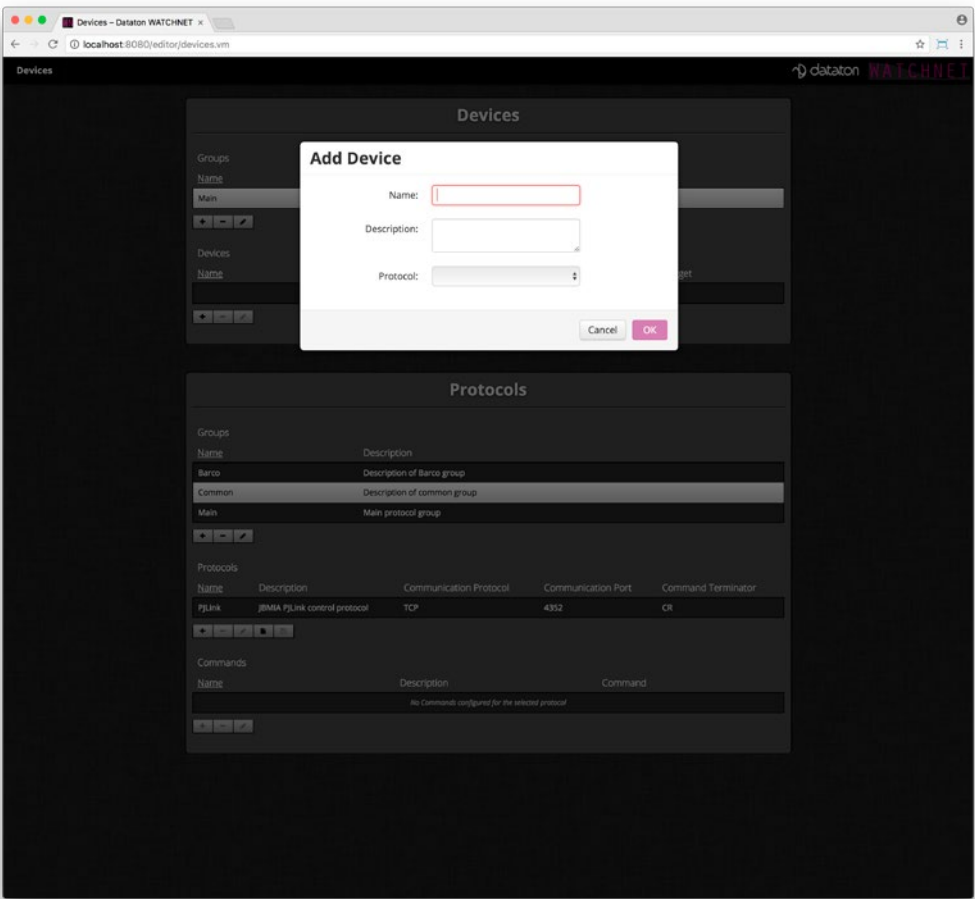 Devices – Dataton WATCHNET ×
localhost:8080/editor/devices.vm
Devices
dataton WATCHNET
Devices
Groups
Name
Main
Devices
Name
get
Add Device
Name:
Description:
Protocol:
Cancel OK
Protocols
Groups
Name Description
Barco Description of Barco group
Common Description of common group
Main Main protocol group
Protocols
Name Description Communication Protocol Communication Port Command Terminator
PJLink JBMIA PJLink control protocol TCP 4352 CR
Commands
Name Description Command
No Commands configured for the selected protocol